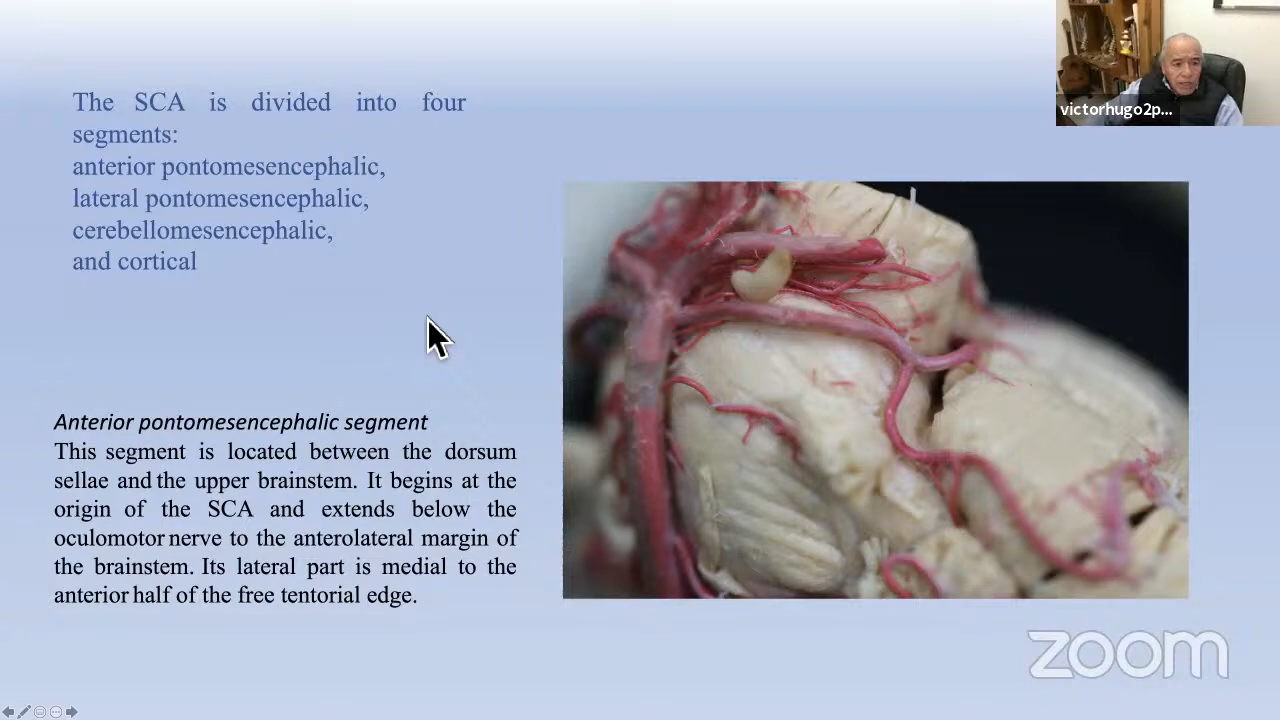 The SCA is divided into four
segments:
anterior pontomesencephalic,
lateral pontomesencephalic,
cerebellomesencephalic,
and cortical
Anterior pontomesencephalic segment
This segment is located between the dorsum
sellae and the upper brainstem. It begins at the
origin of the SCA and extends below the
oculomotor nerve to the anterolateral margin of
the brainstem. Its lateral part is medial to the
anterior half of the free tentorial edge.
victorhugo2p...
zoom